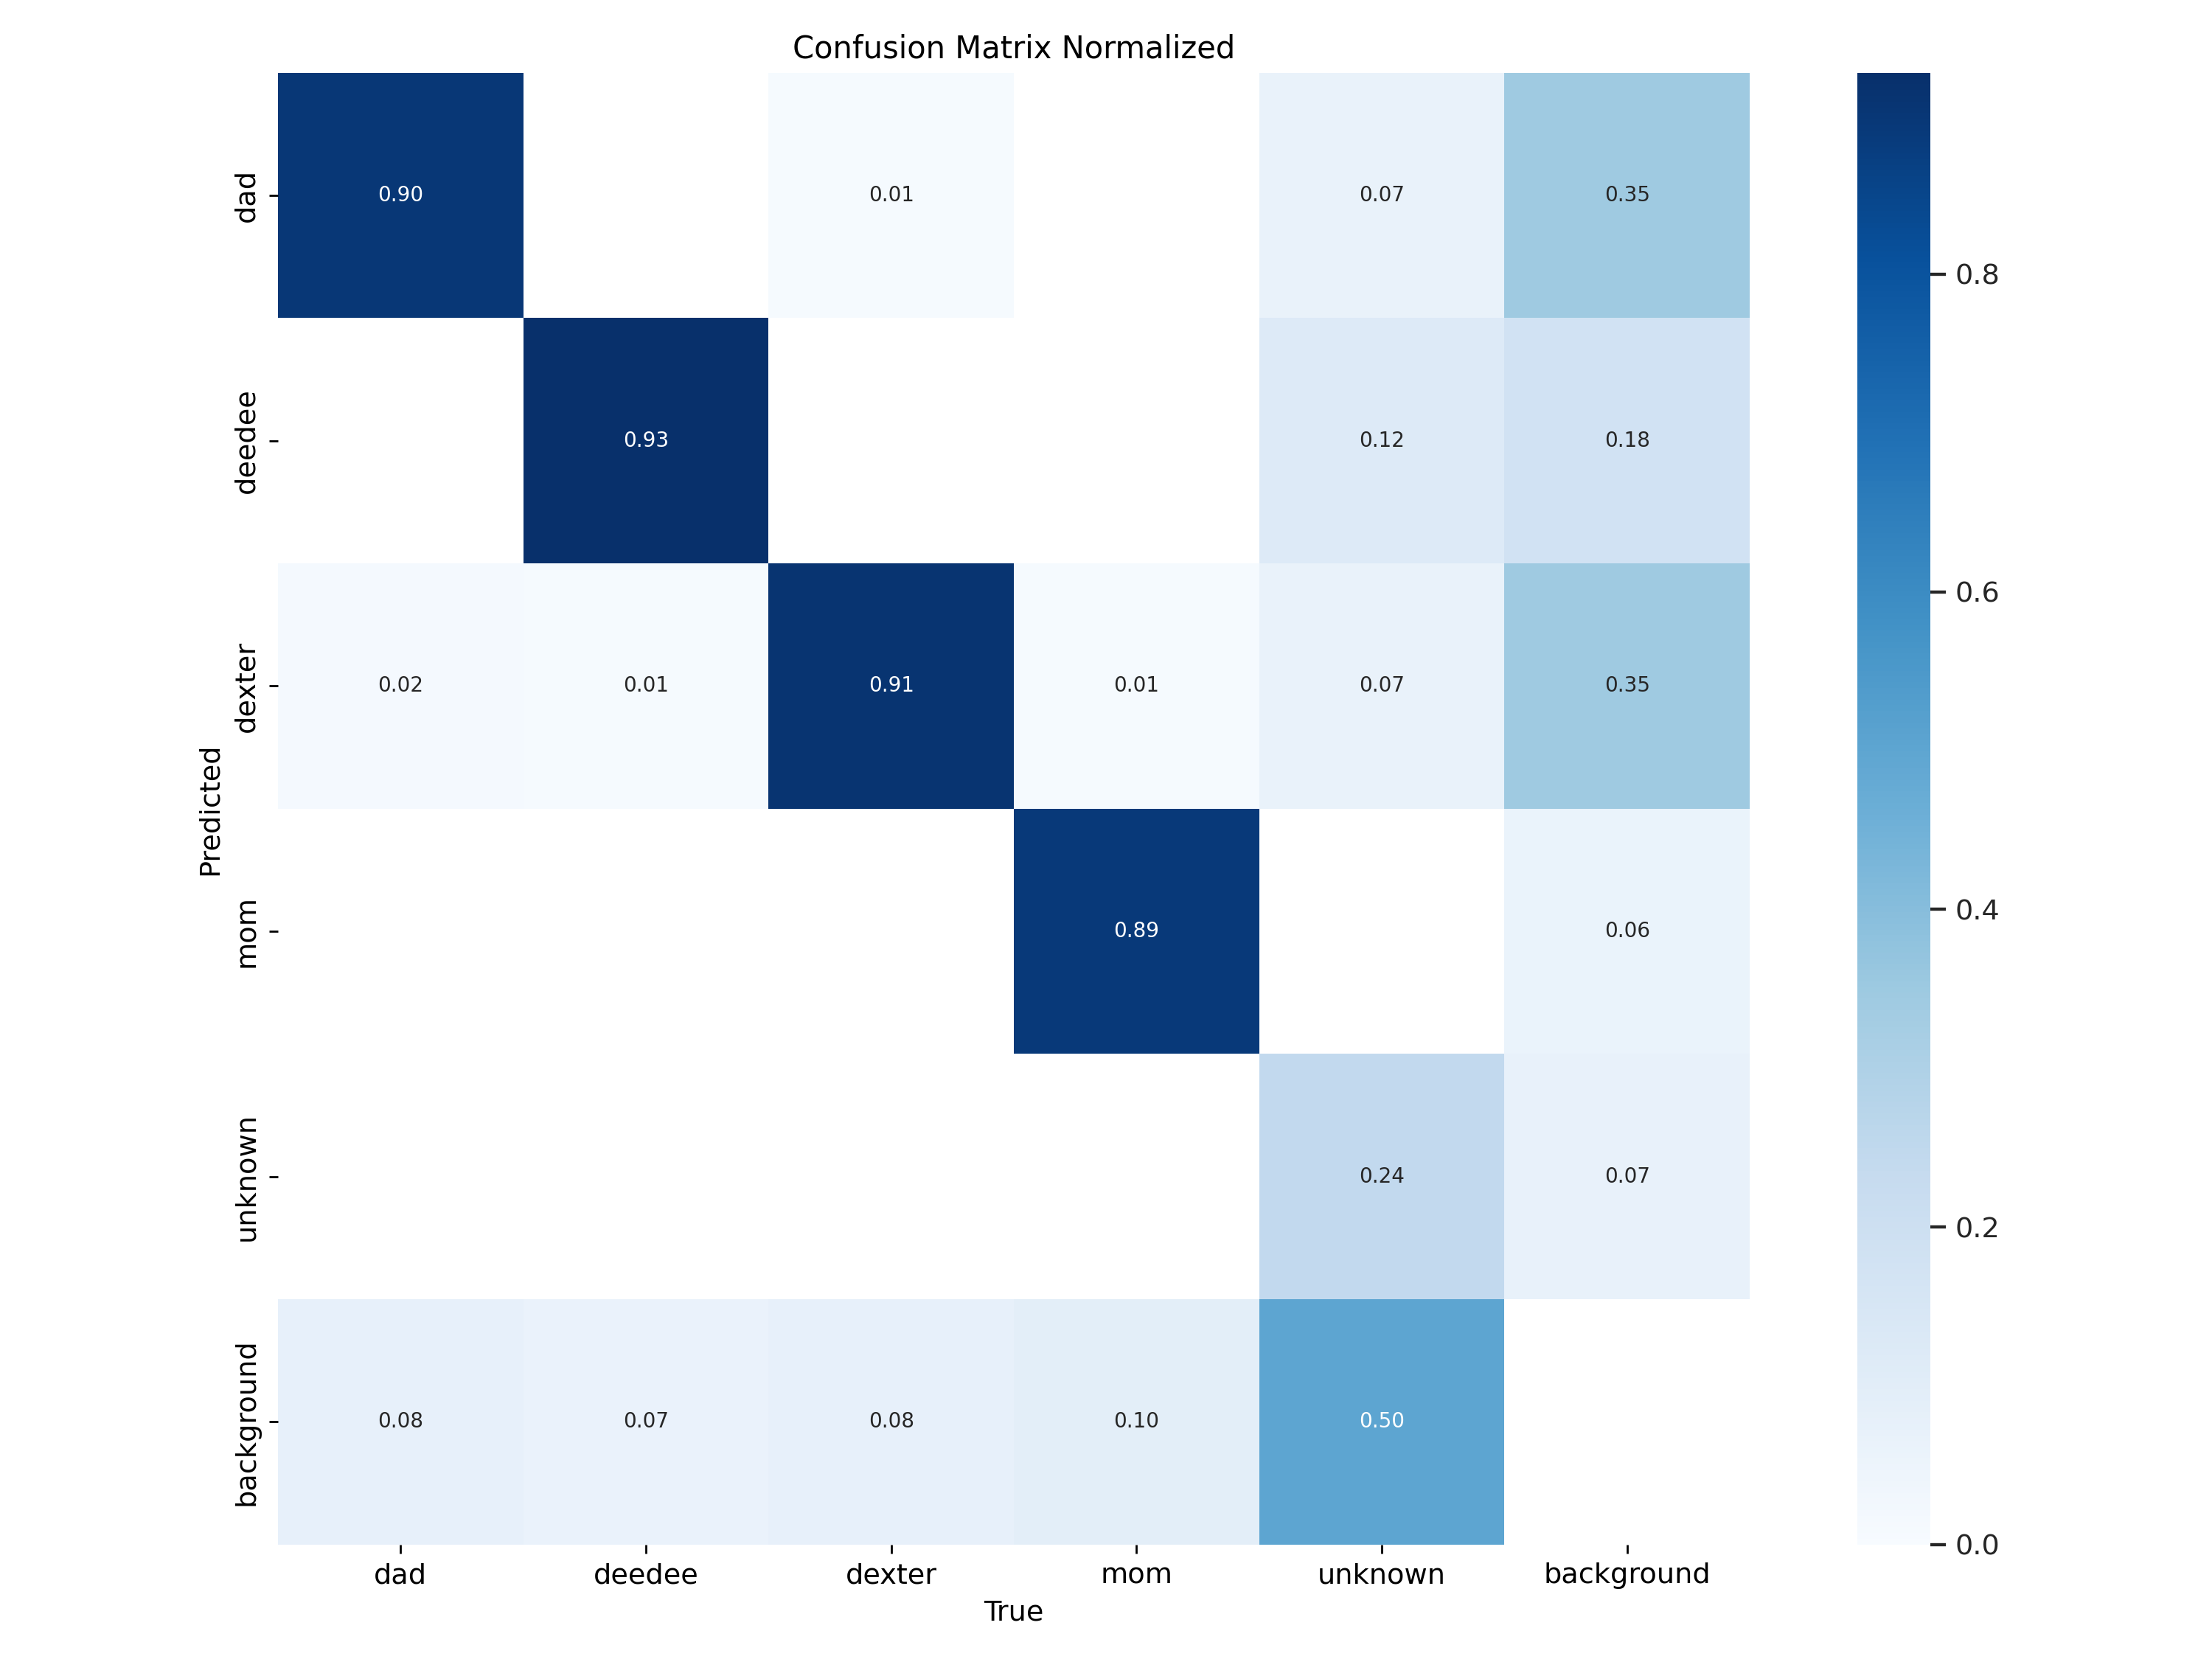 Confusion Matrix Normalized
dad
0.90
0.01
0.07
0.35
deedee
0.93
0.12
0.18
dexter
0.02
0.01
0.91
0.01
0.07
0.35
mom
0.89
0.06
unknown
0.24
0.07
background
0.08
0.07
0.08
0.10
0.50
Predicted
dad
deedee
dexter
mom
unknown
background
True
0.8
0.6
0.4
0.2
0.0